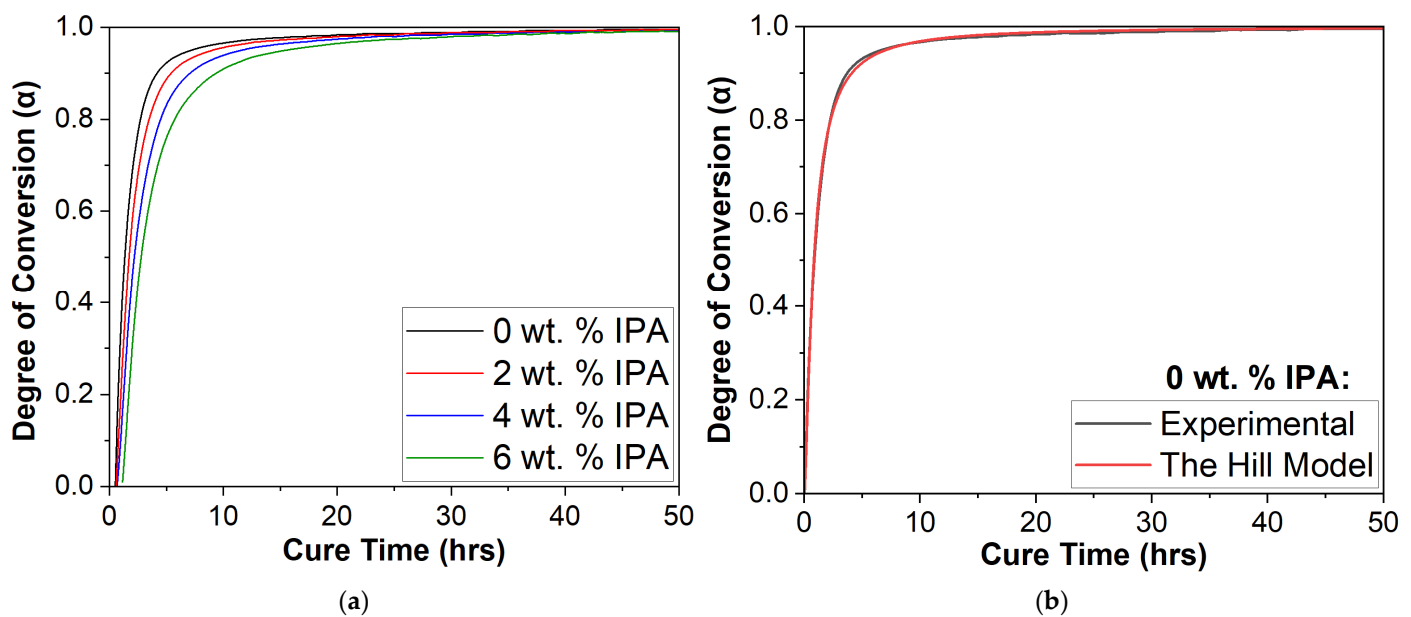 1.0
0.8
0.6
0.4
0.2
0.0
Degree of Conversion (α)
0 wt. % IPA
2 wt. % IPA
4 wt. % IPA
6 wt. % IPA
0 10 20 30 40 50
Cure Time (hrs)
(a)
1.0
0.8
0.6
0.4
0.2
0.0
Degree of Conversion (α)
0 wt. % IPA:
Experimental
The Hill Model
0 10 20 30 40 50
Cure Time (hrs)
(b)